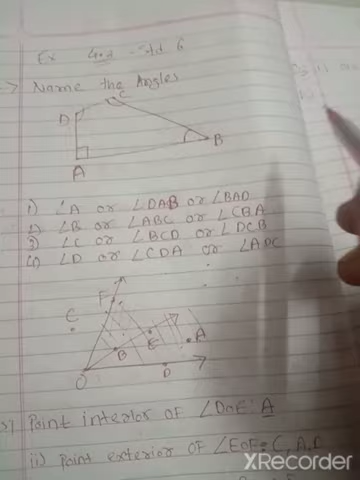 Ex 4.2 Std 6
Name the Angles
D
C
B
A
i) ∠A or ∠DAB or ∠BAD
2) ∠B or ∠ABC or ∠CBA
3) ∠C or ∠BCD or ∠DCB
4) ∠D or ∠CDA or ∠ADC
F
C
E
A
B
O
D
Point interior of ∠DOE: A
ii) Point exterior of ∠EOF: C, A, D
XRecorder